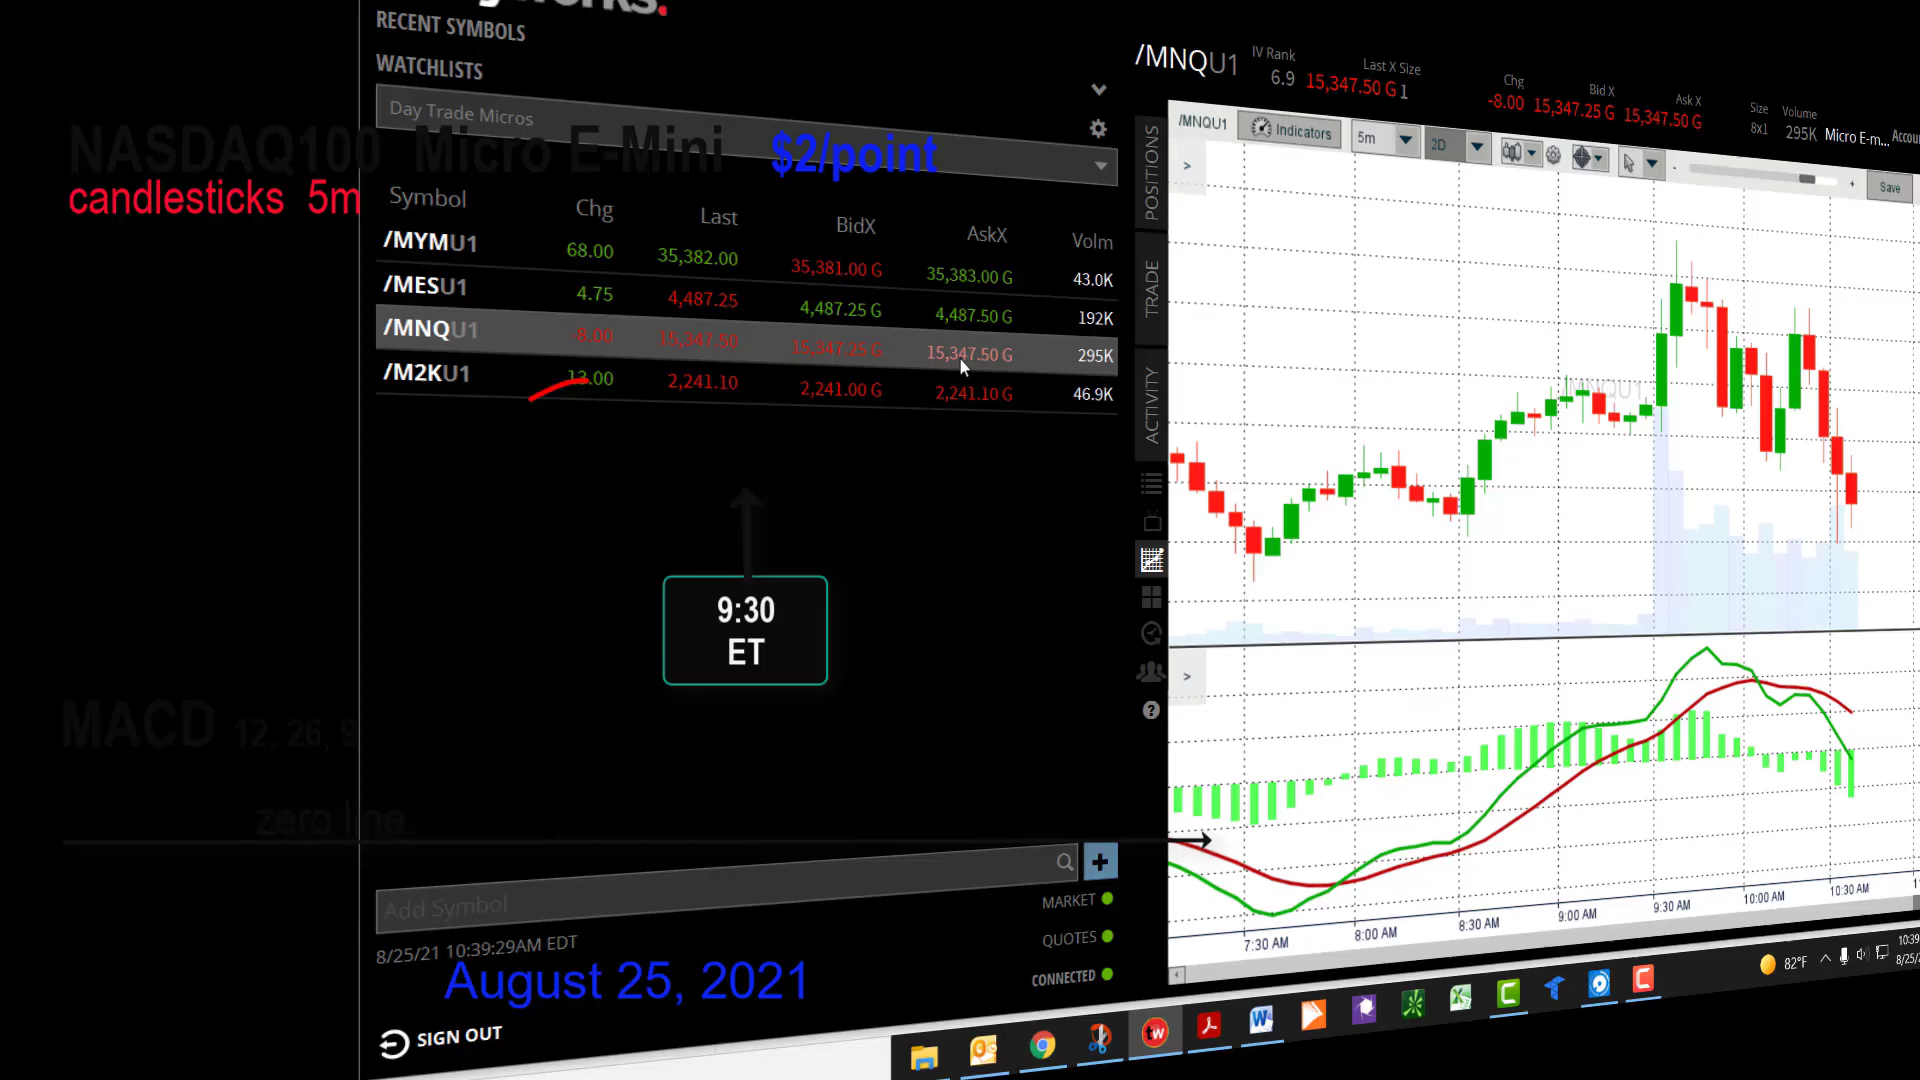 RECENT SYMBOLS
WATCHLISTS
Day Trade Micros
NASDAQ100 Micro E-Mini $2/point
candlesticks 5m
Symbol Chg Last BidX AskX Volm
/MYMU1 68.00 35,382.00 35,381.00 G 35,383.00 G 43.0K
/MESU1 4.75 4,487.25 4,487.25 G 4,487.50 G 192K
/MNQU1 -8.00 15,347.50 15,347.25 G 15,347.50 G 295K
/M2KU1 13.00 2,241.10 2,241.00 G 2,241.10 G 46.9K
9:30
ET
MACD 12, 26, 9
zero line
Add Symbol
MARKET
QUOTES
CONNECTED
8/25/21 10:39:29AM EDT
August 25, 2021
SIGN OUT
POSITIONS
TRADE
ACTIVITY
/MNQU1
IV Rank
6.9
Last X Size
15,347.50 G 1
Chg
-8.00
Bid X
15,347.25 G
Ask X
15,347.50 G
Size
8x1
Volume
295K
Micro E-m...
/MNQU1 Indicators 5m 2D Save
/MNQU1
7:30 AM 8:00 AM 8:30 AM 9:00 AM 9:30 AM 10:00 AM 10:30 AM
82°F